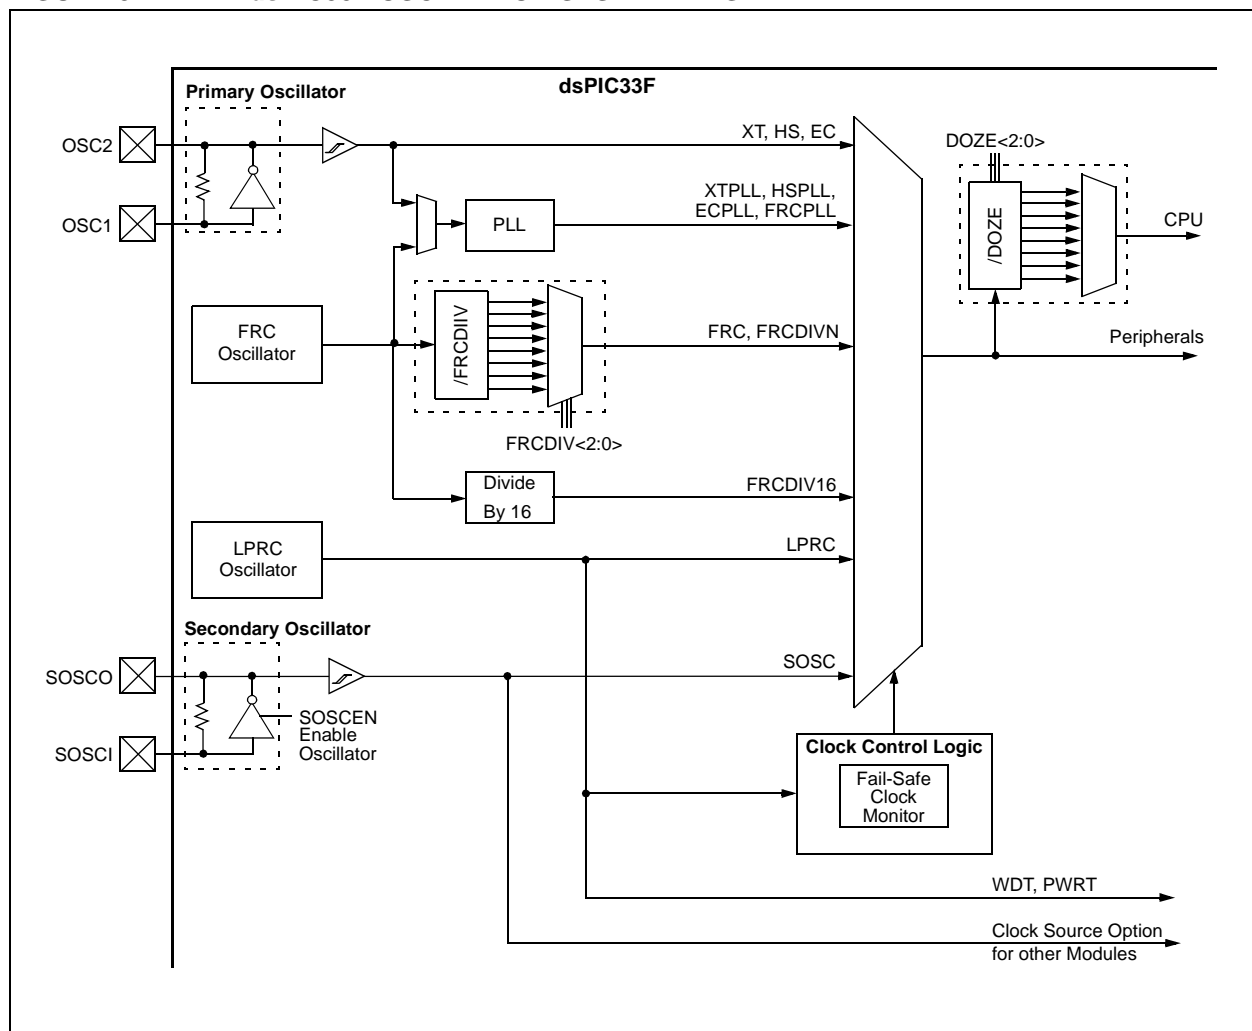 dsPIC33F
Primary Oscillator
OSC2
XT, HS, EC
DOZE<2:0>
XTPLL, HSPLL,
ECPLL, FRCPLL
OSC1
PLL
/DOZE
CPU
FRC
Oscillator
/FRCDIIV
FRC, FRCDIVN
Peripherals
FRCDIV<2:0>
Divide
By 16
FRCDIV16
LPRC
Oscillator
LPRC
Secondary Oscillator
SOSCO
SOSC
SOSCEN
Enable
Oscillator
SOSCI
Clock Control Logic
Fail-Safe
Clock
Monitor
WDT, PWRT
Clock Source Option
for other Modules